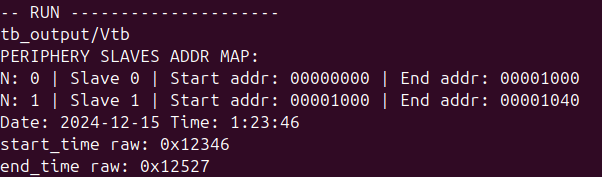 -- RUN ---------------------
tb_output/Vtb
PERIPHERY SLAVES ADDR MAP:
N: 0 | Slave 0 | Start addr: 00000000 | End addr: 00001000
N: 1 | Slave 1 | Start addr: 00001000 | End addr: 00001040
Date: 2024-12-15 Time: 1:23:46
start_time raw: 0x12346
end_time raw: 0x12527